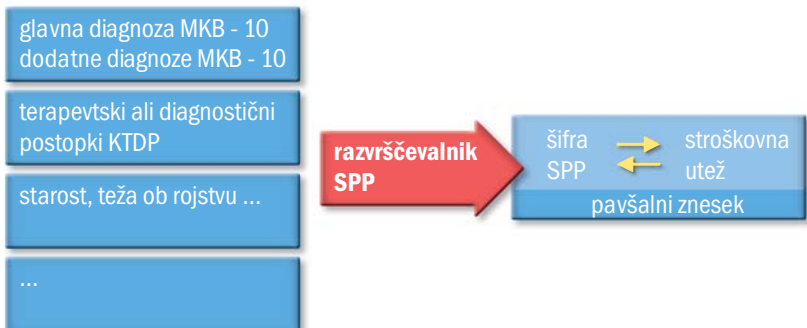 glavna diagnoza MKB - 10
dodatne diagnoze MKB - 10
terapevtski ali diagnostični
postopki KTDP
starost, teža ob rojstvu ...
...
razvrščevalnik
SPP
šifra
SPP
stroškovna
utež
pavšalni znesek